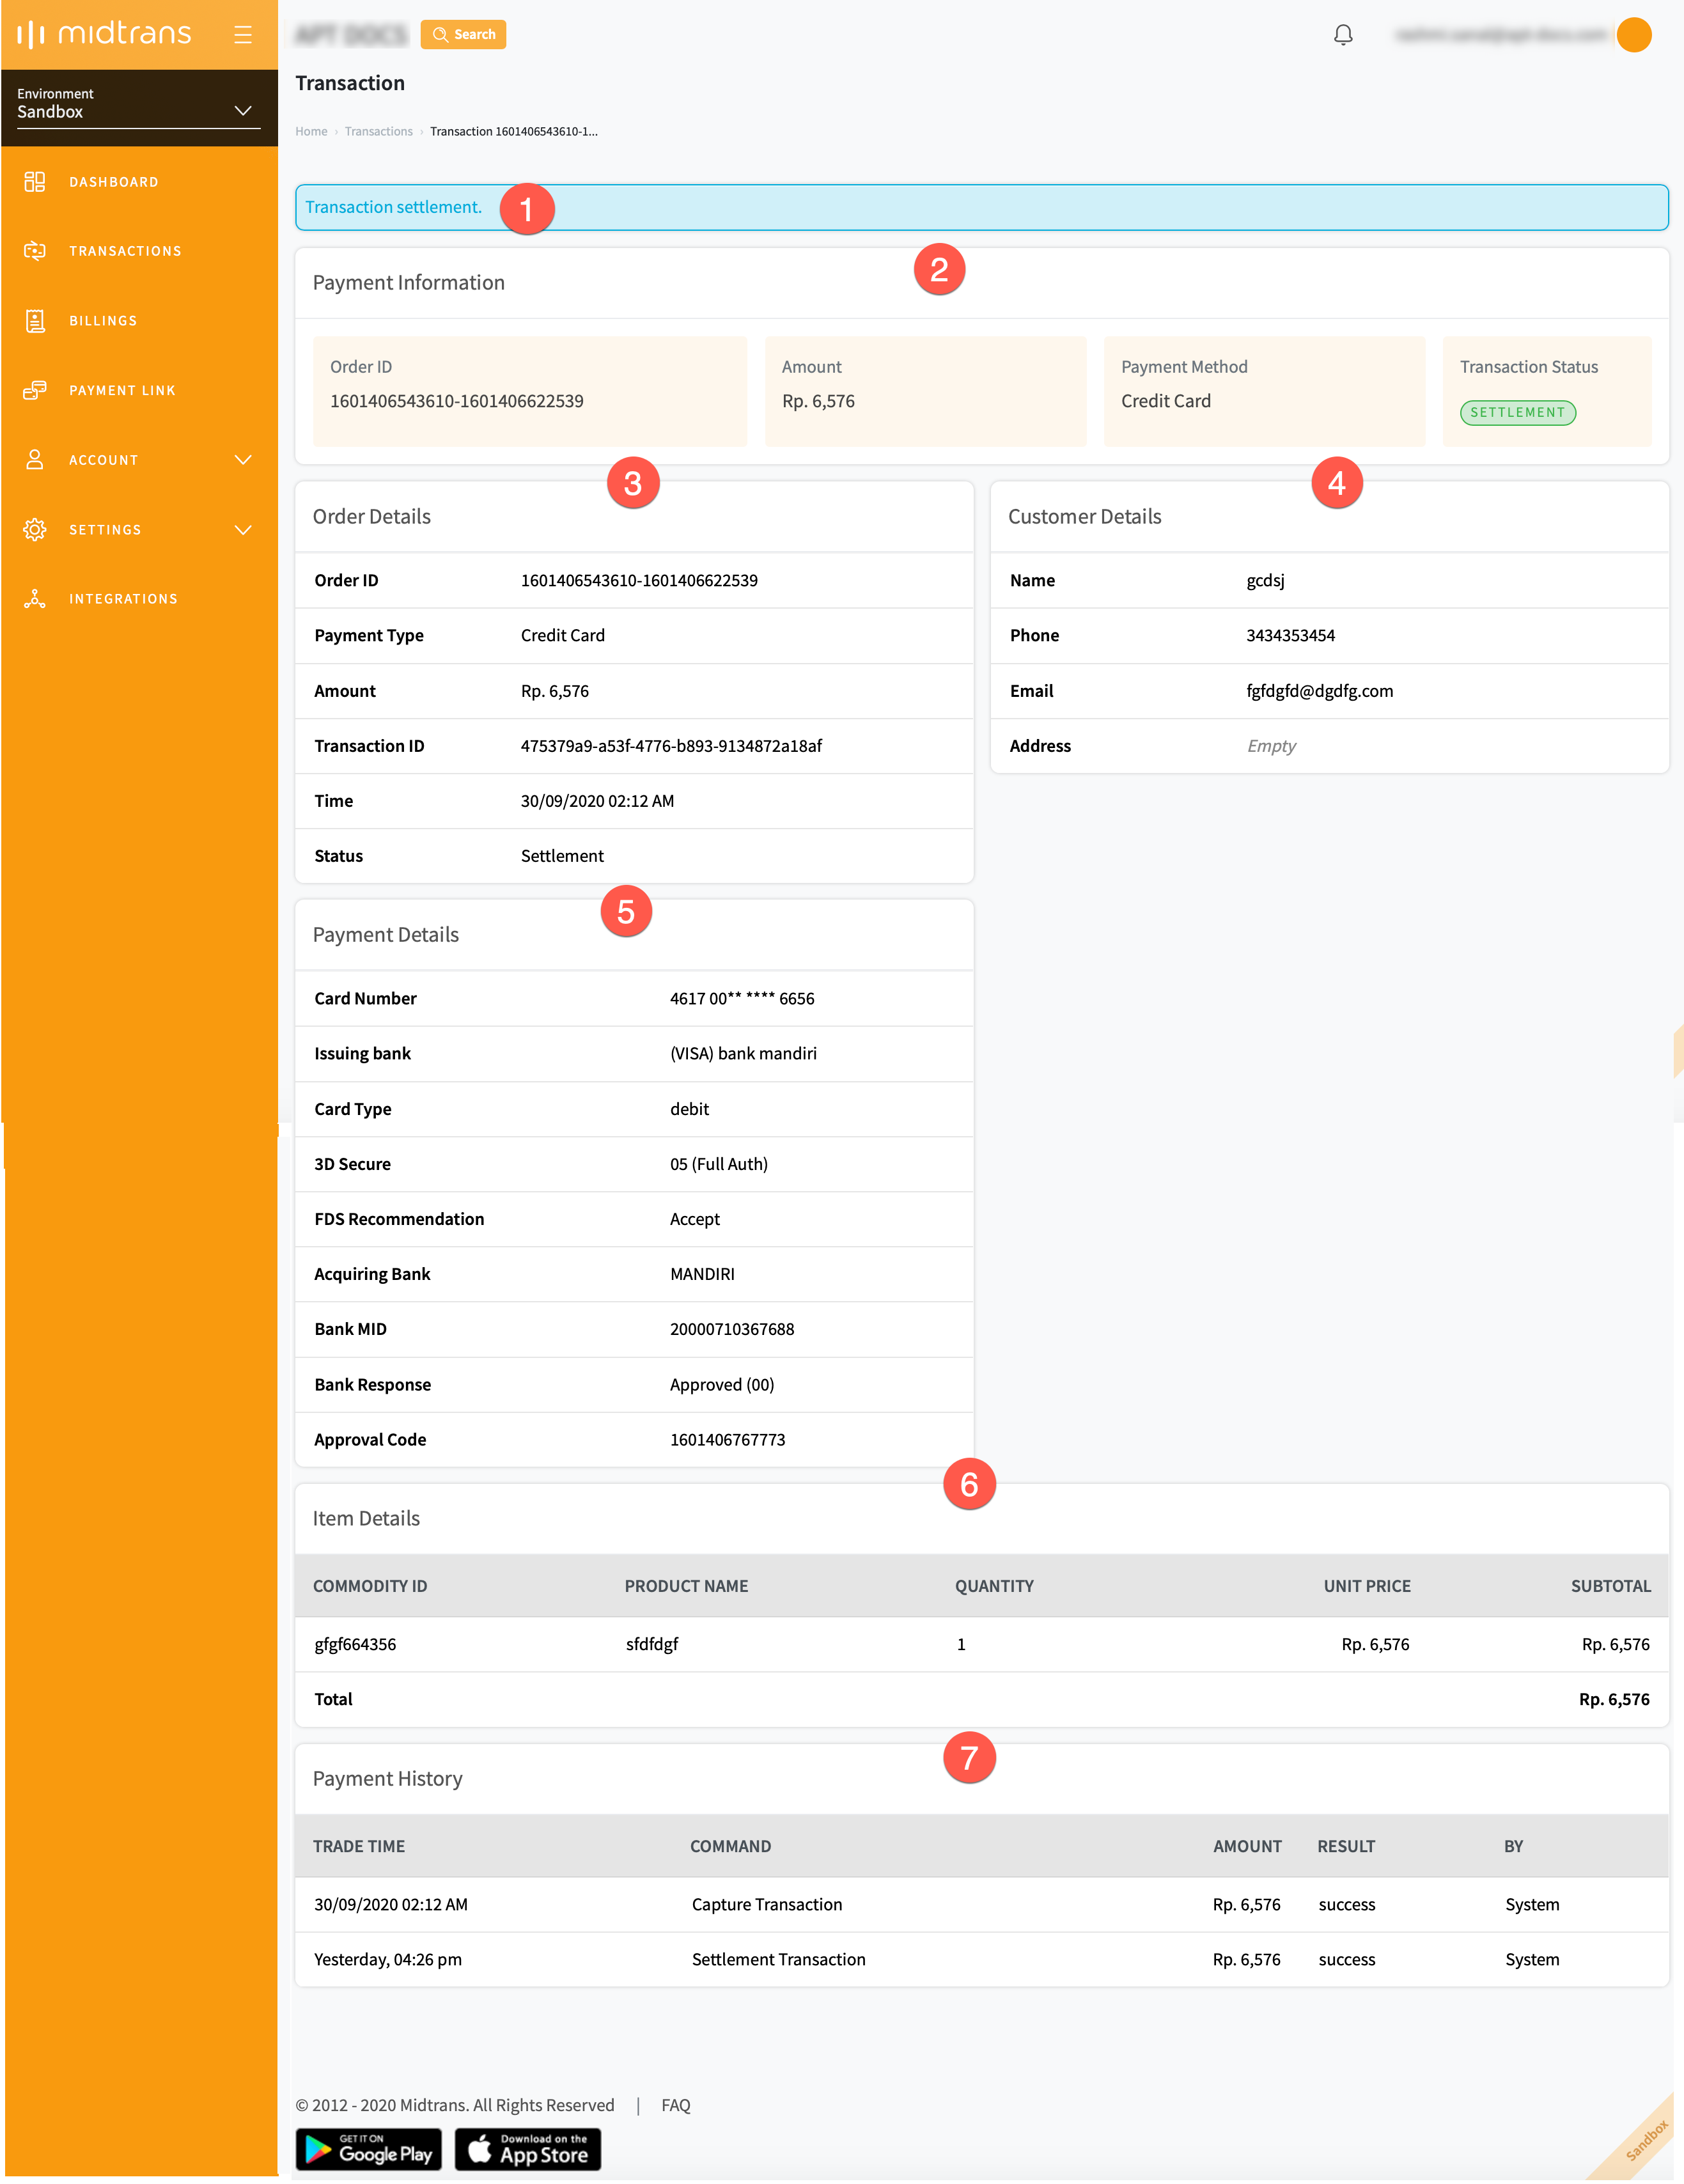 midtrans
Search
Environment
Sandbox
DASHBOARD
TRANSACTIONS
BILLINGS
PAYMENT LINK
ACCOUNT
SETTINGS
INTEGRATIONS
Transaction
Home › Transactions › Transaction 1601406543610-1...
Transaction settlement.
1
2
Payment Information
Order ID
1601406543610-1601406622539
Amount
Rp. 6,576
Payment Method
Credit Card
Transaction Status
SETTLEMENT
3
Order Details
Order ID 1601406543610-1601406622539
Payment Type Credit Card
Amount Rp. 6,576
Transaction ID 475379a9-a53f-4776-b893-9134872a18af
Time 30/09/2020 02:12 AM
Status Settlement
4
Customer Details
Name gcdsj
Phone 3434353454
Email fgfdgfd@dgdfg.com
Address Empty
5
Payment Details
Card Number 4617 00** **** 6656
Issuing bank (VISA) bank mandiri
Card Type debit
3D Secure 05 (Full Auth)
FDS Recommendation Accept
Acquiring Bank MANDIRI
Bank MID 20000710367688
Bank Response Approved (00)
Approval Code 1601406767773
6
Item Details
COMMODITY ID PRODUCT NAME QUANTITY UNIT PRICE SUBTOTAL
gfgf664356 sfdfdgf 1 Rp. 6,576 Rp. 6,576
Total Rp. 6,576
7
Payment History
TRADE TIME COMMAND AMOUNT RESULT BY
30/09/2020 02:12 AM Capture Transaction Rp. 6,576 success System
Yesterday, 04:26 pm Settlement Transaction Rp. 6,576 success System
© 2012 - 2020 Midtrans. All Rights Reserved | FAQ
GET IT ON
Google Play
Download on the
App Store
Sandbox